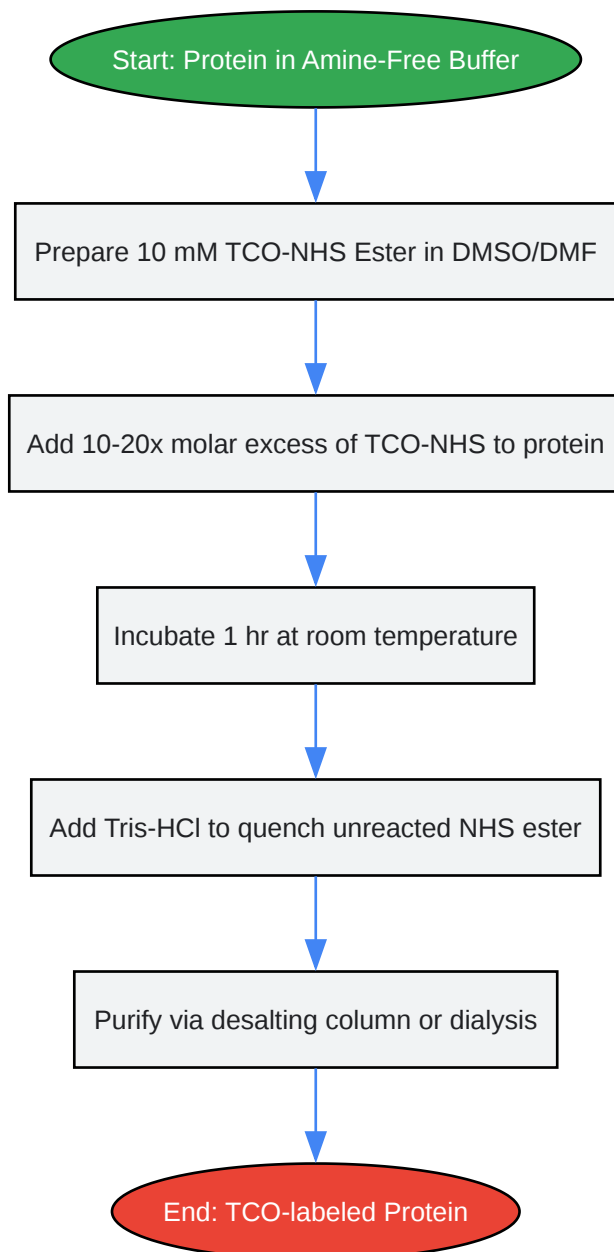 Start: Protein in Amine-Free Buffer
Prepare 10 mM TCO-NHS Ester in DMSO/DMF
Add 10-20x molar excess of TCO-NHS to protein
Incubate 1 hr at room temperature
Add Tris-HCl to quench unreacted NHS ester
Purify via desalting column or dialysis
End: TCO-labeled Protein